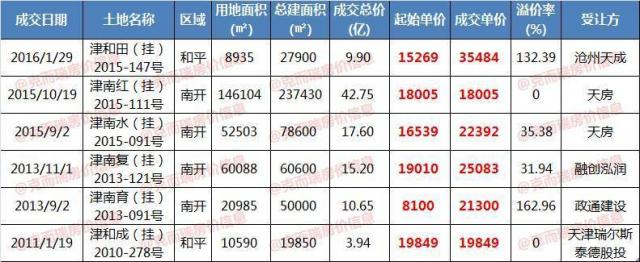 成交日期 土地名称 区域 用地面积(㎡) 总建面积(㎡) 成交总价(亿) 起始单价 成交单价 溢价率(%) 受让方
2016/1/29 津和田(挂)2015-147号 和平 8935 27900 9.90 15269 35484 132.39 沧州天成
2015/10/19 津南红(挂)2015-111号 南开 146104 237430 42.75 18005 18005 0 天房
2015/9/2 津南水(挂)2015-091号 南开 52503 78600 17.60 16539 22392 35.38 天房
2013/11/1 津南复(挂)2013-121号 南开 60088 60600 15.20 19010 25083 31.94 融创泓润
2013/9/2 津南育(挂)2013-091号 南开 20985 50000 10.65 8100 21300 162.96 政通建设
2011/1/19 津和成(挂)2010-278号 和平 10590 19850 3.94 19849 19849 0 天津瑞尔斯泰德股投
@克而瑞房价信息